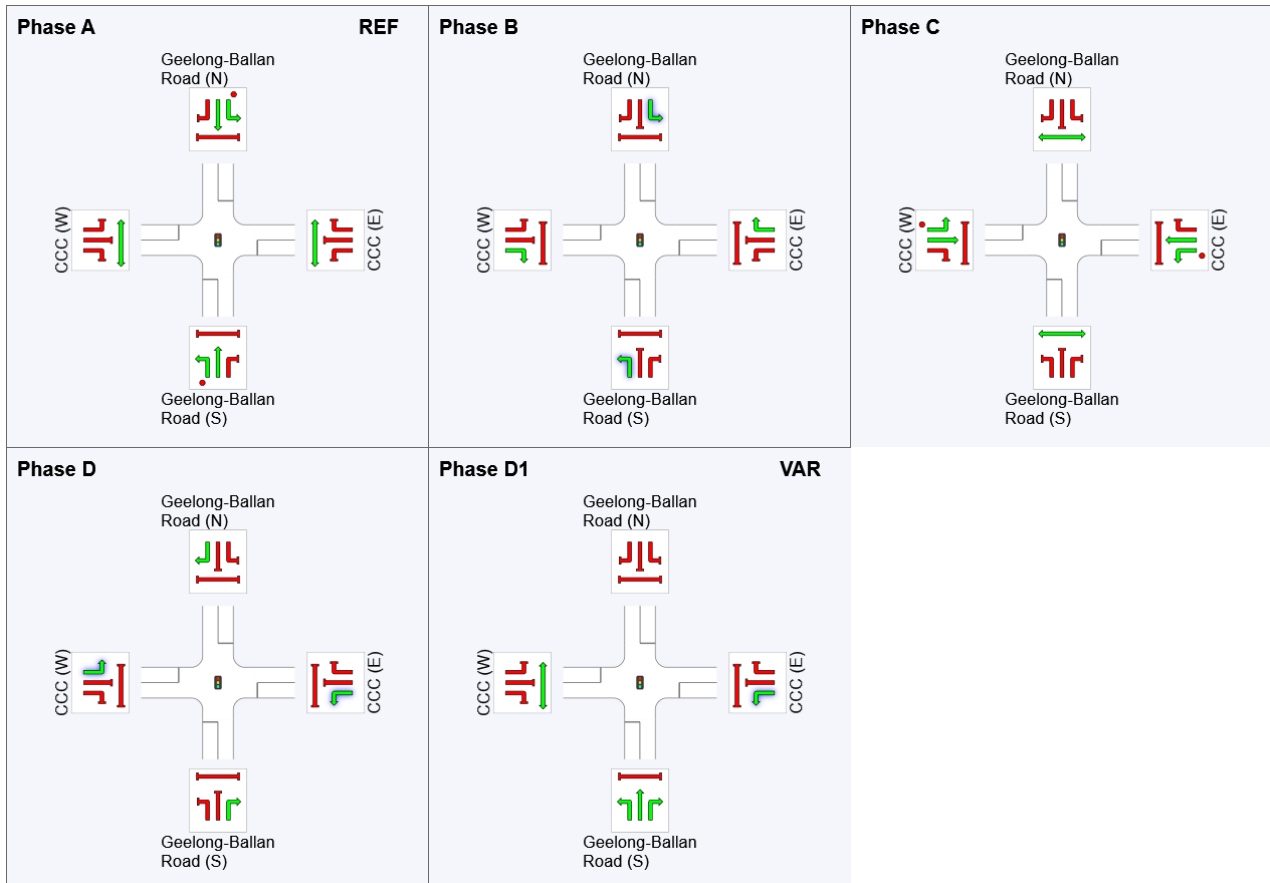 Phase A REF
Geelong-Ballan
Road (N)
CCC (W)
CCC (E)
Geelong-Ballan
Road (S)
Phase B
Geelong-Ballan
Road (N)
CCC (W)
CCC (E)
Geelong-Ballan
Road (S)
Phase C
Geelong-Ballan
Road (N)
CCC (W)
CCC (E)
Geelong-Ballan
Road (S)
Phase D
Geelong-Ballan
Road (N)
CCC (W)
CCC (E)
Geelong-Ballan
Road (S)
Phase D1 VAR
Geelong-Ballan
Road (N)
CCC (W)
CCC (E)
Geelong-Ballan
Road (S)